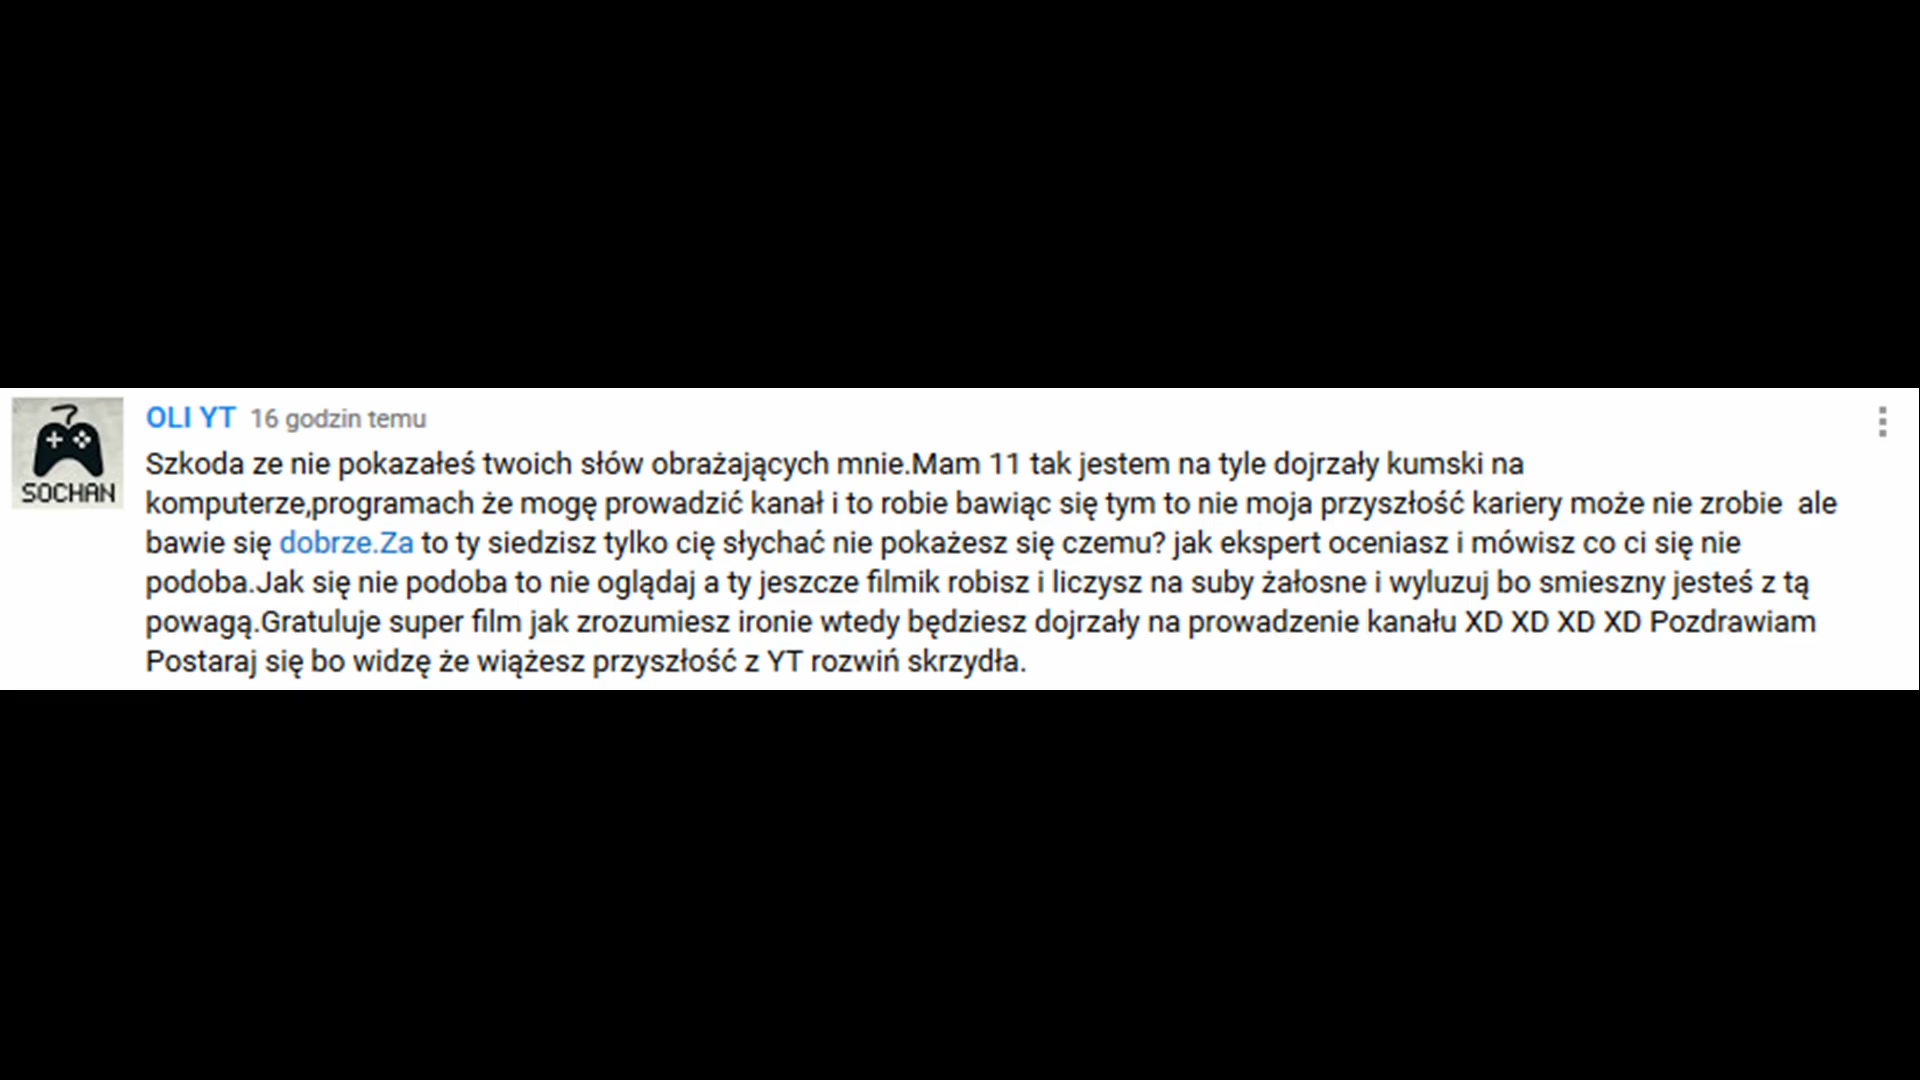 SOCHAN
OLI YT 16 godzin temu
Szkoda ze nie pokazałeś twoich słów obrażających mnie.Mam 11 tak jestem na tyle dojrzały kumski na
komputerze,programach że mogę prowadzić kanał i to robie bawiąc się tym to nie moja przyszłość kariery może nie zrobie  ale
bawie się dobrze.Za to ty siedzisz tylko cię słychać nie pokażesz się czemu? jak ekspert oceniasz i mówisz co ci się nie
podoba.Jak się nie podoba to nie oglądaj a ty jeszcze filmik robisz i liczysz na suby żałosne i wyluzuj bo smieszny jesteś z tą
powagą.Gratuluje super film jak zrozumiesz ironie wtedy będziesz dojrzały na prowadzenie kanału XD XD XD XD Pozdrawiam
Postaraj się bo widzę że wiążesz przyszłość z YT rozwiń skrzydła.